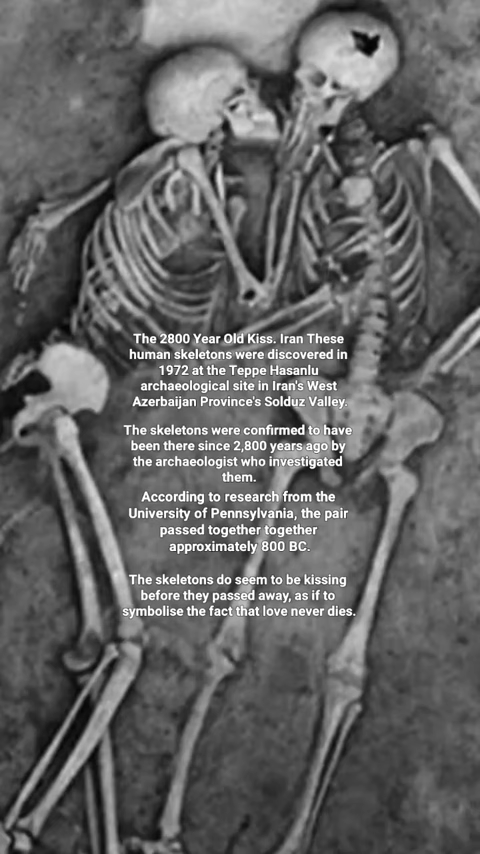 The 2800 Year Old Kiss. Iran These
human skeletons were discovered in
1972 at the Teppe Hasanlu
archaeological site in Iran's West
Azerbaijan Province's Solduz Valley.
The skeletons were confirmed to have
been there since 2,800 years ago by
the archaeologist who investigated
them.
According to research from the
University of Pennsylvania, the pair
passed together together
approximately 800 BC.
The skeletons do seem to be kissing
before they passed away, as if to
symbolise the fact that love never dies.